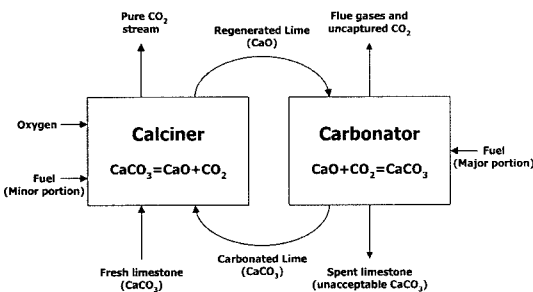 Pure CO₂
stream
Regenerated Lime
(CaO)
Flue gases and
uncaptured CO₂
Oxygen
Calciner
CaCO₃=CaO+CO₂
Fuel
(Minor portion)
Carbonator
CaO+CO₂=CaCO₃
Fuel
(Major portion)
Fresh limestone
(CaCO₃)
Carbonated Lime
(CaCO₃)
Spent limestone
(unacceptable CaCO₃)